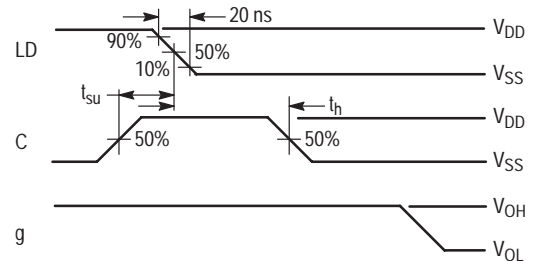 20 ns
LD
90%
50%
10%
V_DD
V_SS
t_su
t_h
C
50%
50%
V_DD
V_SS
g
V_OH
V_OL